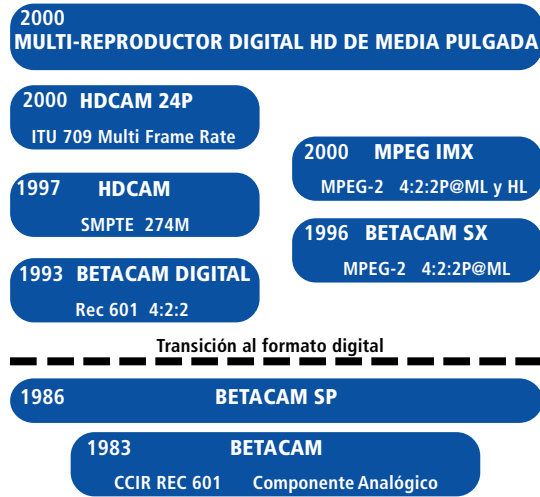 2000
MULTI-REPRODUCTOR DIGITAL HD DE MEDIA PULGADA
2000 HDCAM 24P
ITU 709 Multi Frame Rate
2000 MPEG IMX
MPEG-2 4:2:2P@ML y HL
1997 HDCAM
SMPTE 274M
1996 BETACAM SX
MPEG-2 4:2:2P@ML
1993 BETACAM DIGITAL
Rec 601 4:2:2
Transición al formato digital
1986 BETACAM SP
1983 BETACAM
CCIR REC 601 Componente Analógico